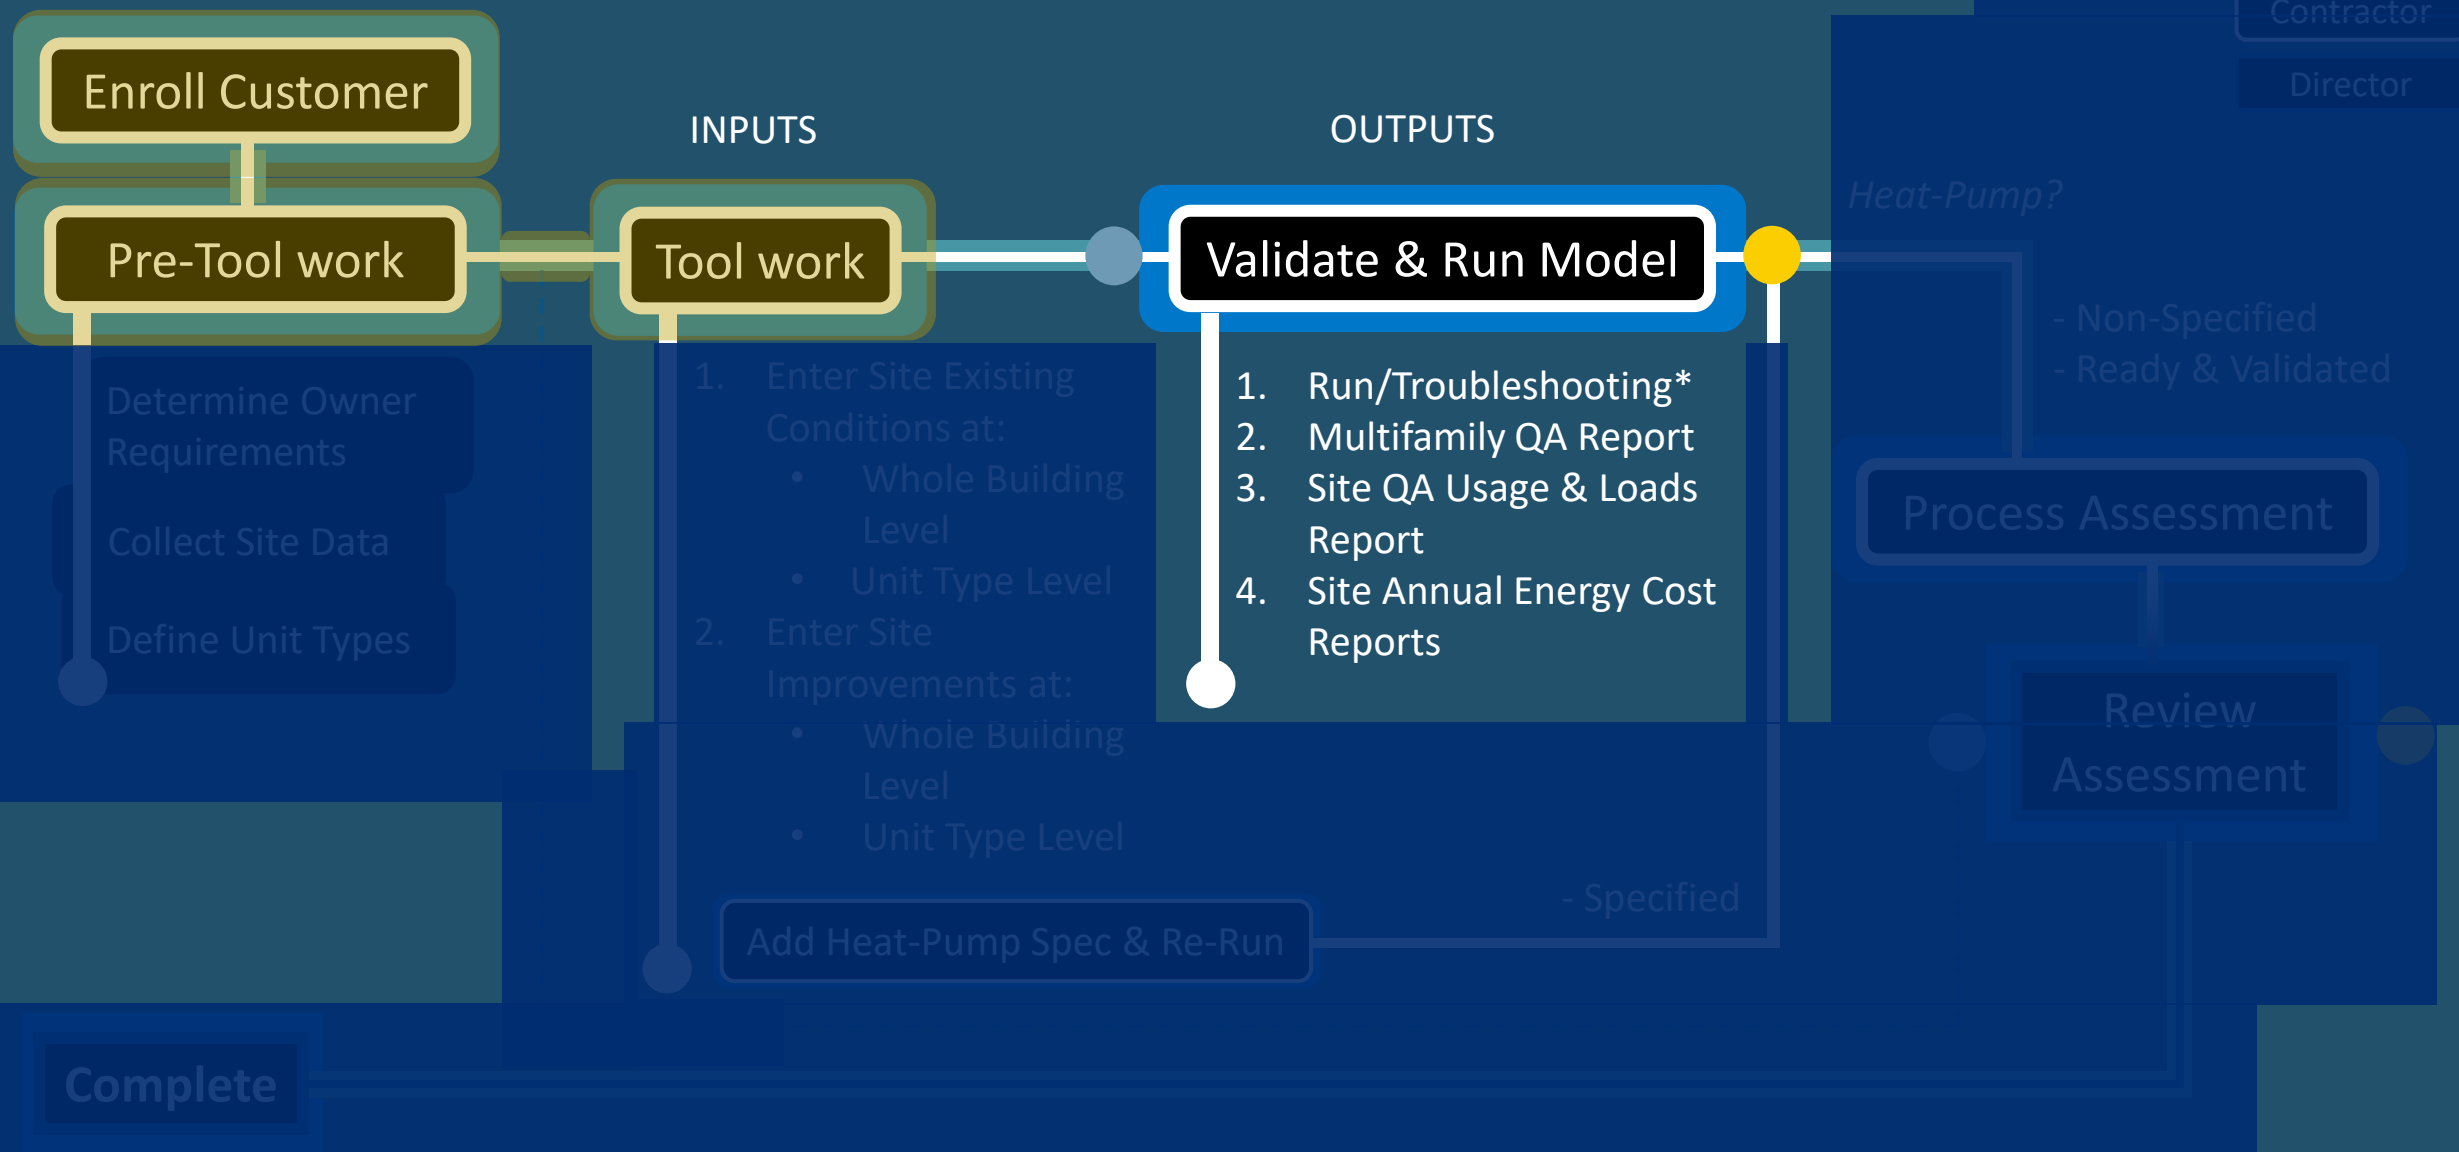 Contractor
Director
Enroll Customer
INPUTS
OUTPUTS
Pre-Tool work
Tool work
Validate & Run Model
Heat-Pump?
- Non-Specified
- Ready & Validated
Determine Owner
Requirements
Collect Site Data
Define Unit Types
1. Enter Site Existing
Conditions at:
• Whole Building
Level
• Unit Type Level
2. Enter Site
Improvements at:
• Whole Building
Level
• Unit Type Level
1. Run/Troubleshooting*
2. Multifamily QA Report
3. Site QA Usage & Loads
Report
4. Site Annual Energy Cost
Reports
Process Assessment
Review
Assessment
- Specified
Add Heat-Pump Spec & Re-Run
Complete